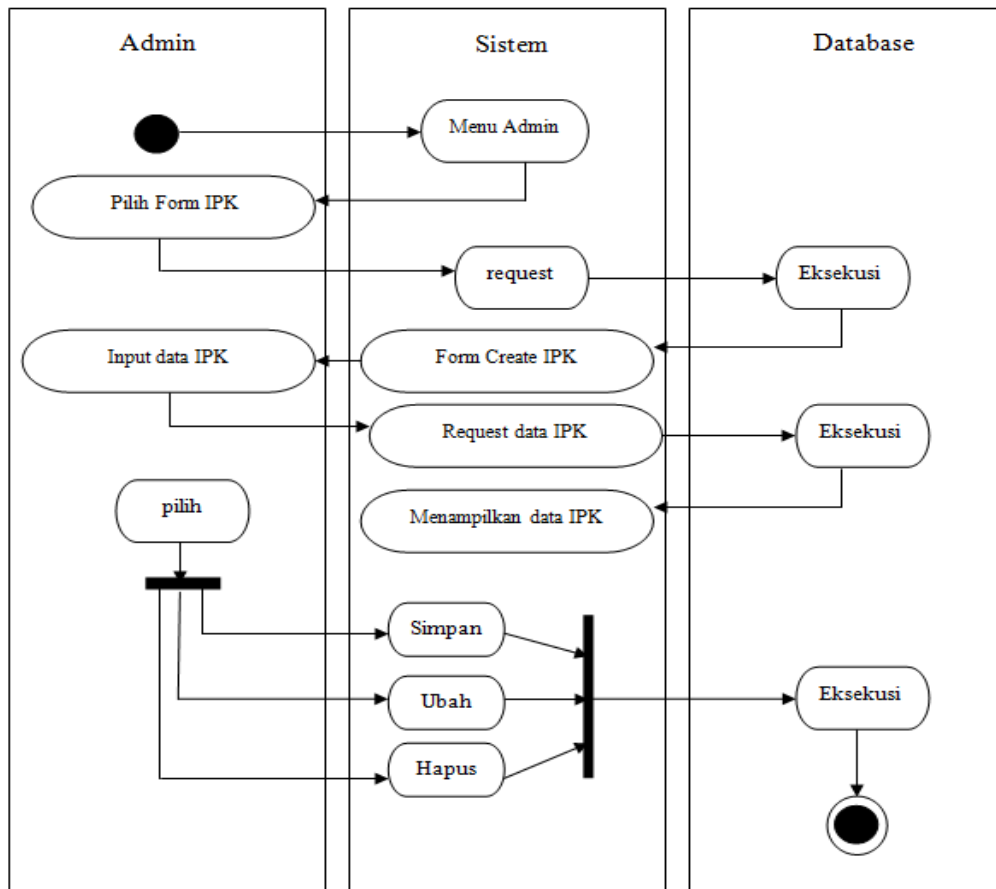 Admin
Sistem
Database
Menu Admin
Pilih Form IPK
request
Eksekusi
Input data IPK
Form Create IPK
Request data IPK
Eksekusi
pilih
Menampilkan data IPK
Simpan
Ubah
Eksekusi
Hapus